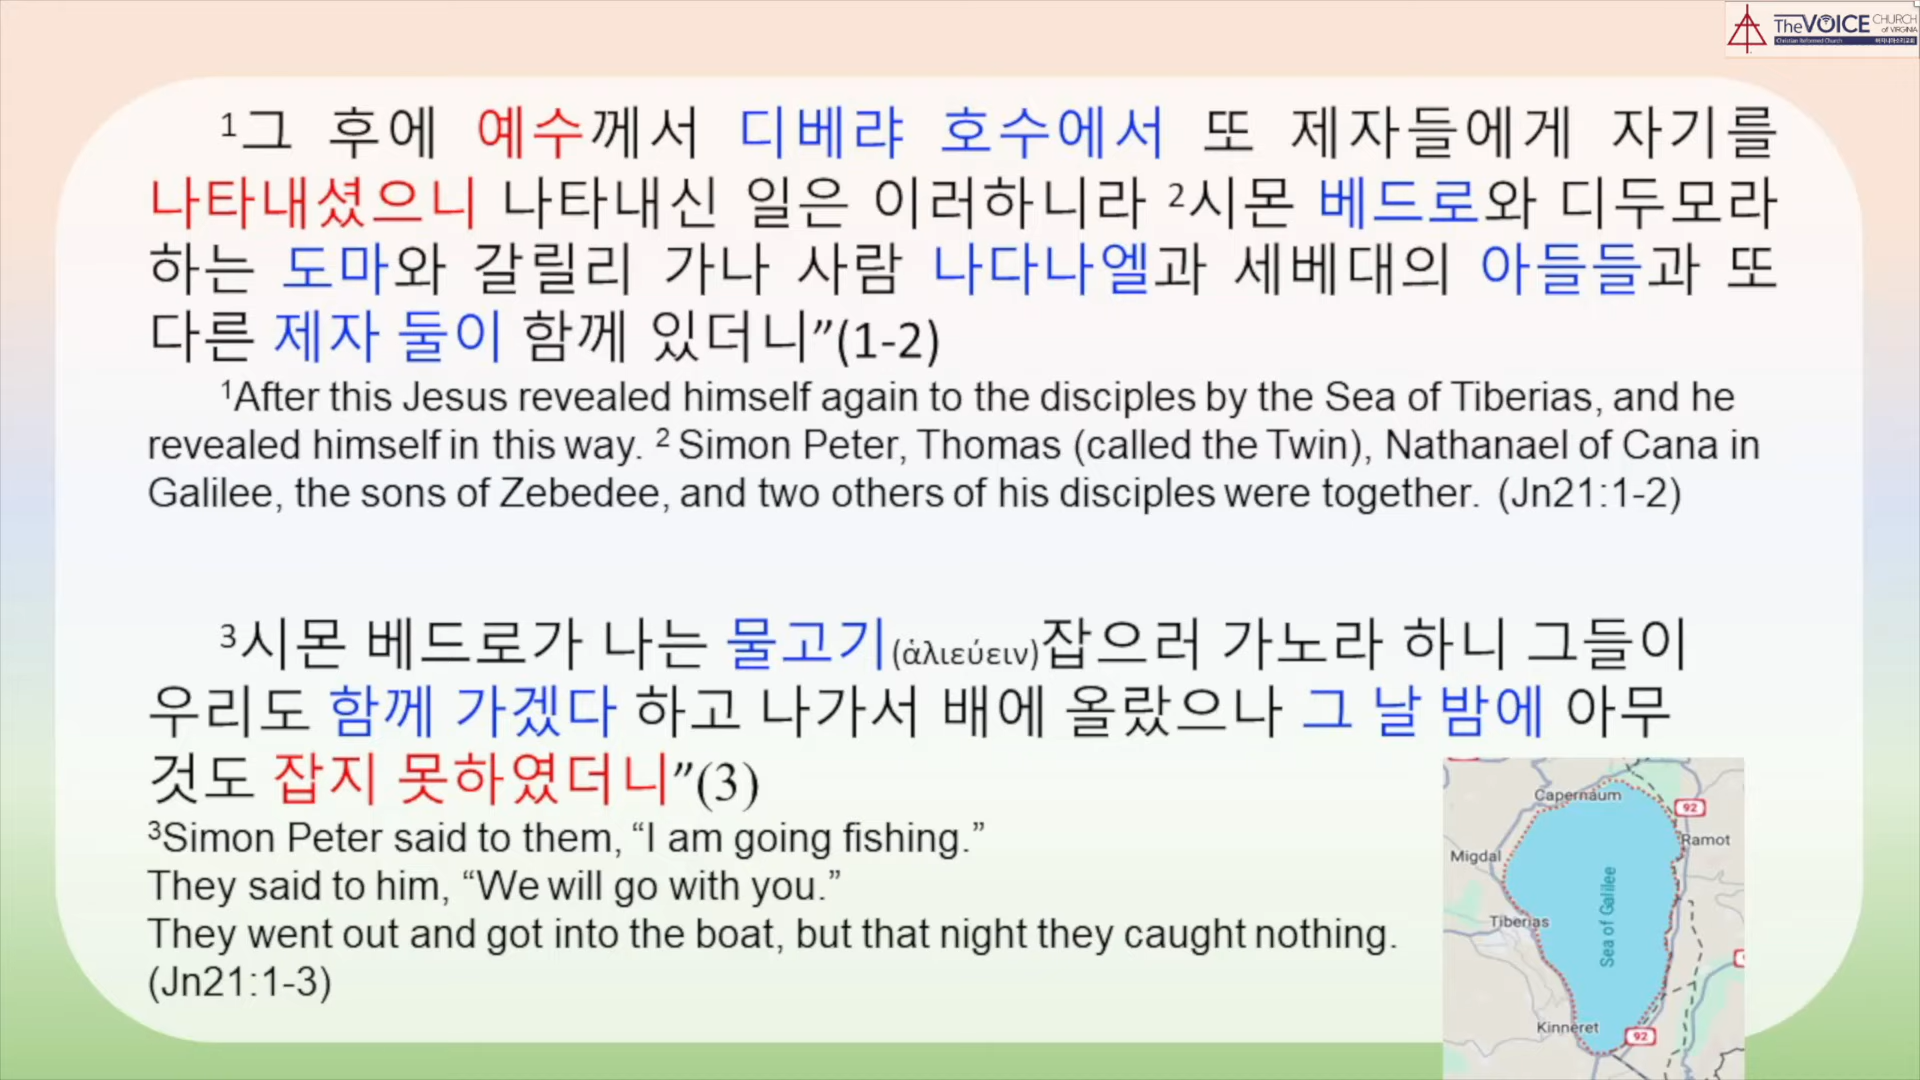 TheVOICE CHURCH
of VIRGINIA
Christian Reformed Church
¹그 후에 예수께서 디베랴 호수에서 또 제자들에게 자기를
나타내셨으니 나타내신 일은 이러하니라 ²시몬 베드로와 디두모라
하는 도마와 갈릴리 가나 사람 나다나엘과 세베대의 아들들과 또
다른 제자 둘이 함께 있더니”(1-2)
¹After this Jesus revealed himself again to the disciples by the Sea of Tiberias, and he
revealed himself in this way. ² Simon Peter, Thomas (called the Twin), Nathanael of Cana in
Galilee, the sons of Zebedee, and two others of his disciples were together. (Jn21:1-2)
³시몬 베드로가 나는 물고기(ἁλιεύειν)잡으러 가노라 하니 그들이
우리도 함께 가겠다 하고 나가서 배에 올랐으나 그 날 밤에 아무
것도 잡지 못하였더니”(3)
³Simon Peter said to them, “I am going fishing.”
They said to him, “We will go with you.”
They went out and got into the boat, but that night they caught nothing.
(Jn21:1-3)
Capernaum
92
Ramot
Migdal
Sea of Galilee
Tiberias
Kinneret
92